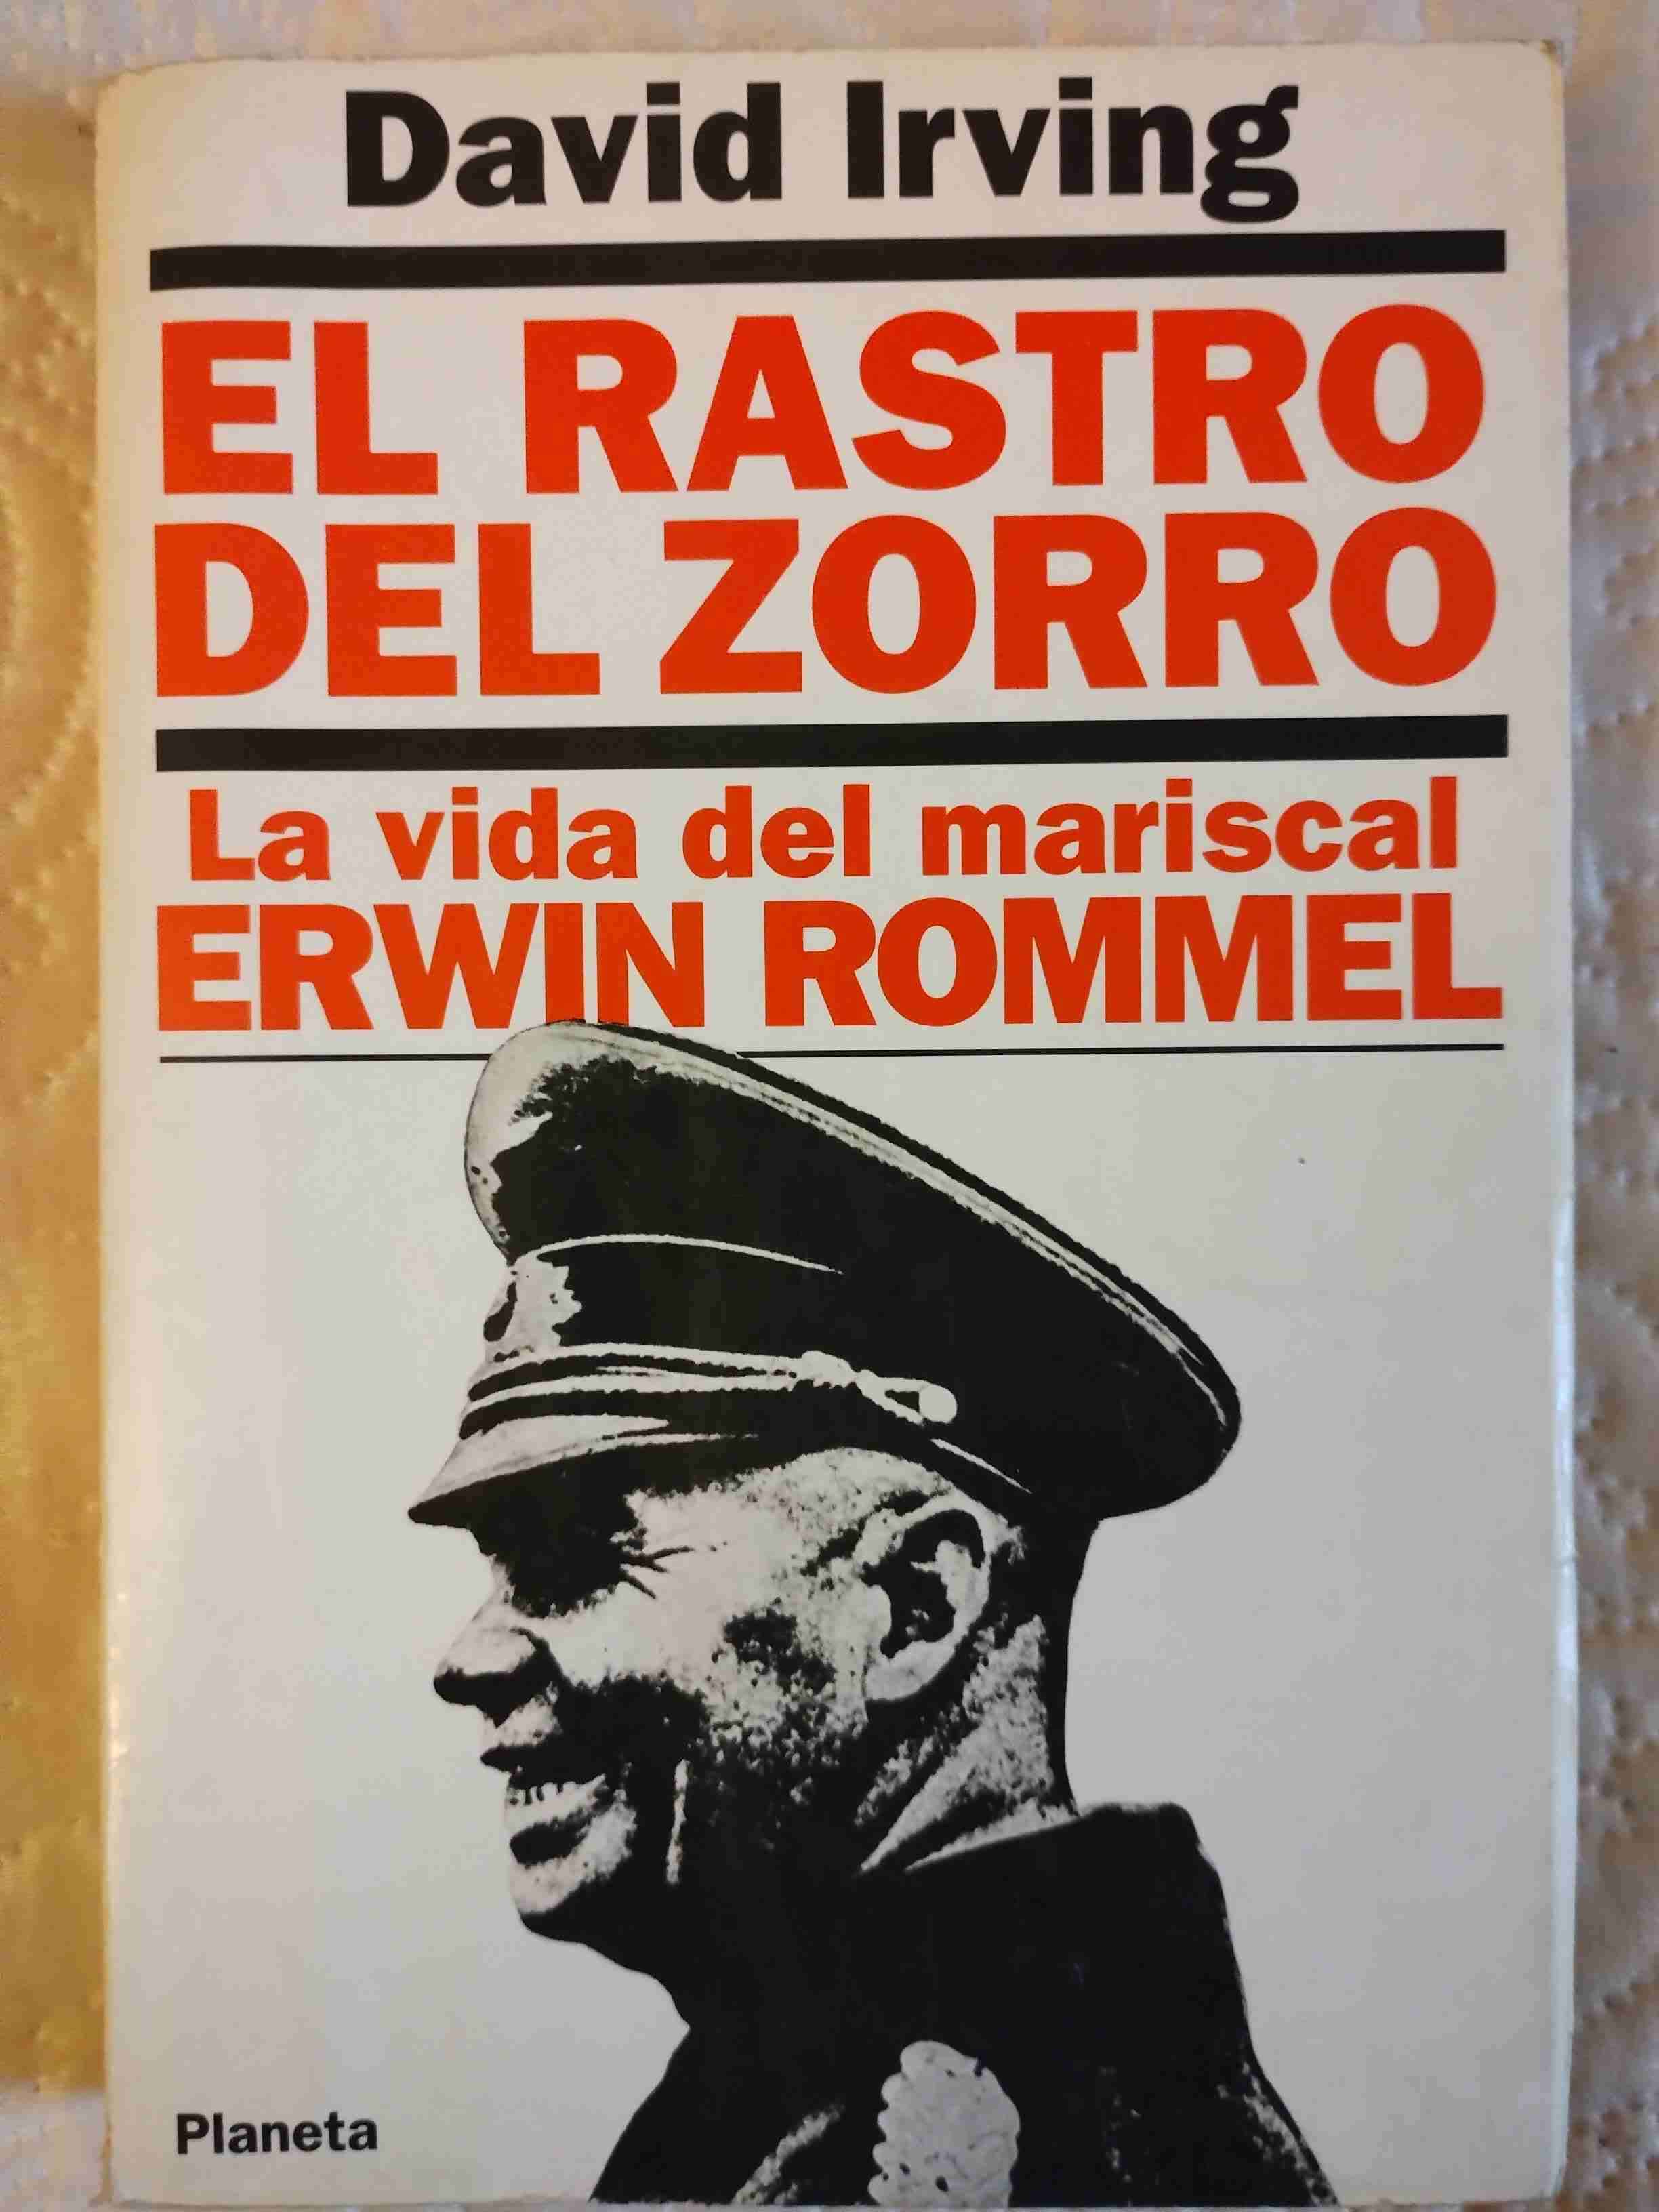 David Irving
EL RASTRO
DEL ZORRO
La vida del mariscal
ERWIN ROMMEL
Planeta